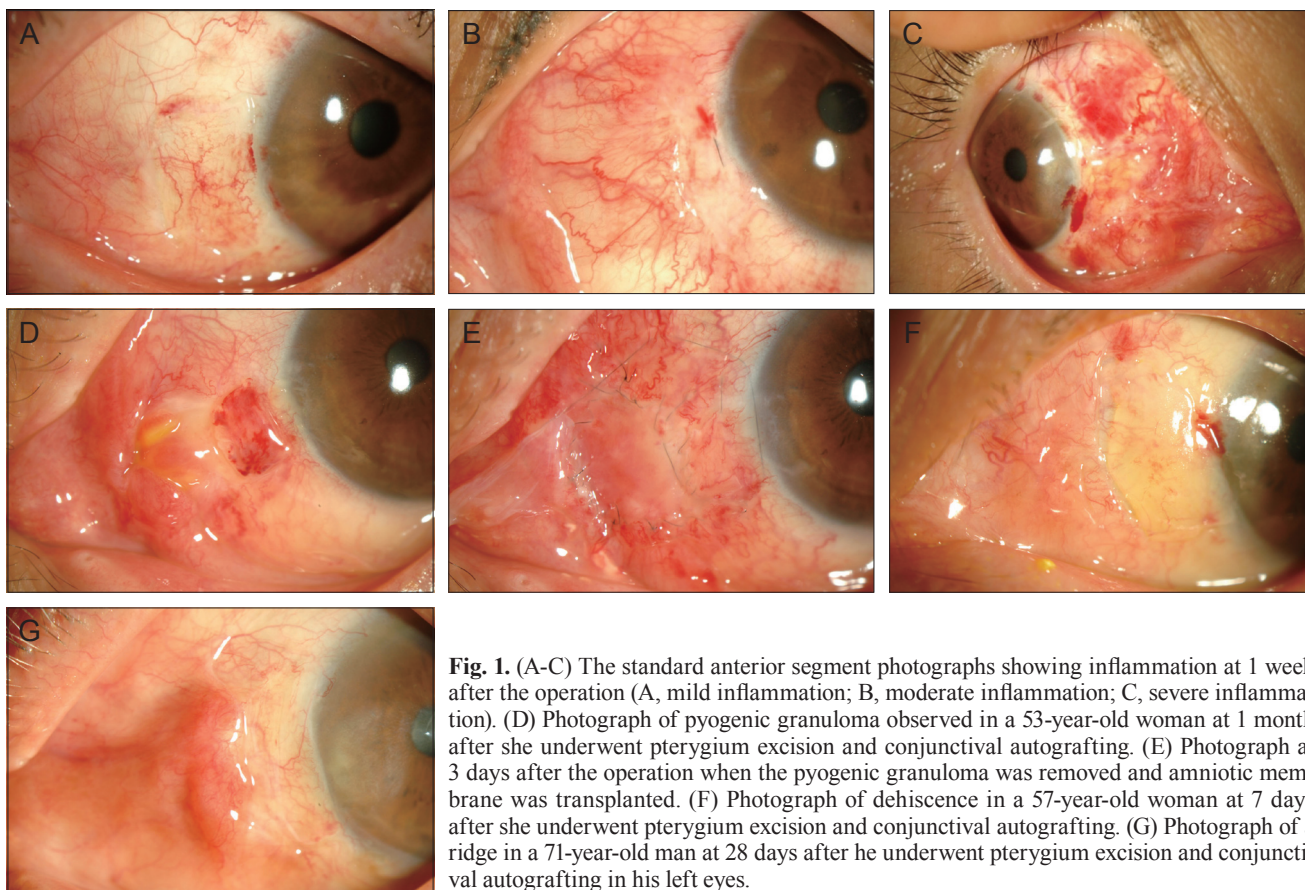 A
B
C
D
E
F
G
Fig. 1. (A-C) The standard anterior segment photographs showing inflammation at 1 week
after the operation (A, mild inflammation; B, moderate inflammation; C, severe inflamma-
tion). (D) Photograph of pyogenic granuloma observed in a 53-year-old woman at 1 month
after she underwent pterygium excision and conjunctival autografting. (E) Photograph a
3 days after the operation when the pyogenic granuloma was removed and amniotic mem-
brane was transplanted. (F) Photograph of dehiscence in a 57-year-old woman at 7 day
after she underwent pterygium excision and conjunctival autografting. (G) Photograph of
ridge in a 71-year-old man at 28 days after he underwent pterygium excision and conjuncti-
val autografting in his left eyes.